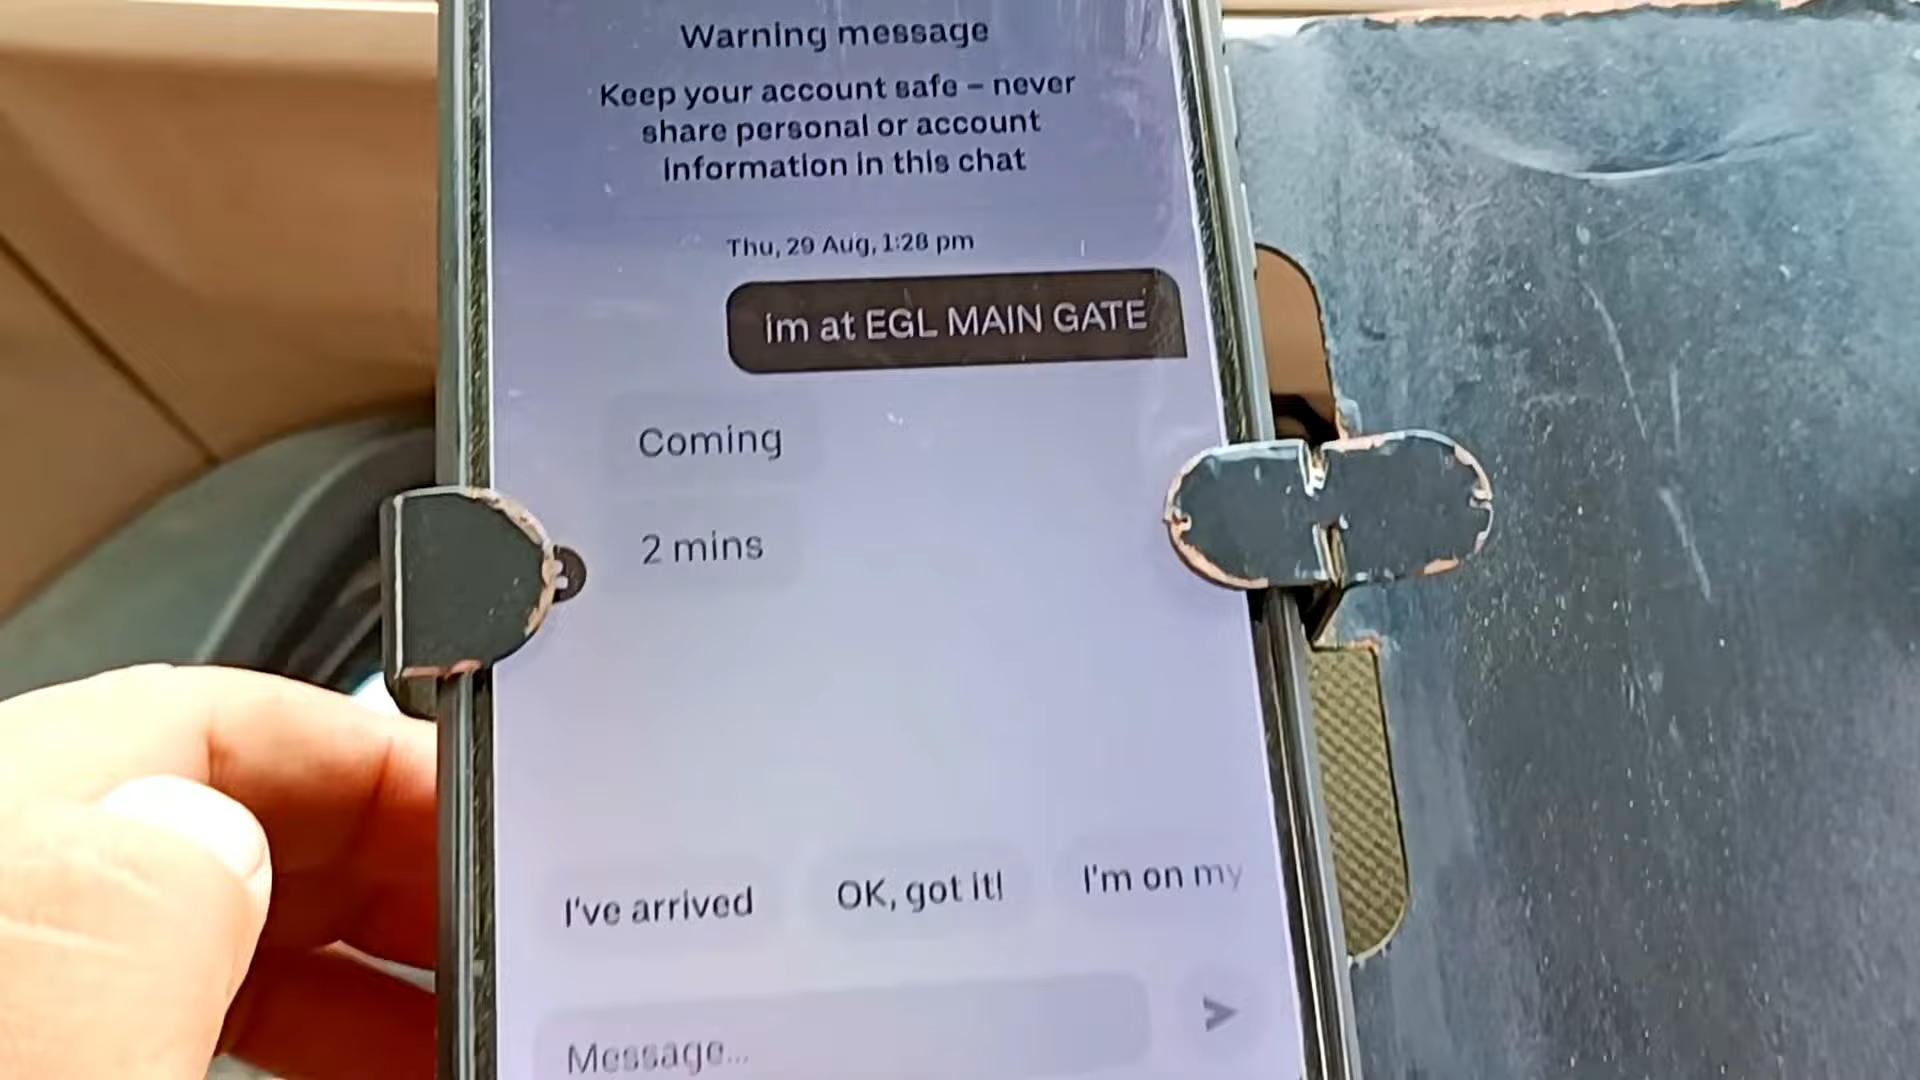 Warning message
Keep your account safe – never
share personal or account
information in this chat
Thu, 29 Aug, 1:28 pm
im at EGL MAIN GATE
Coming
2 mins
I've arrived
OK, got it!
I'm on my
Message...